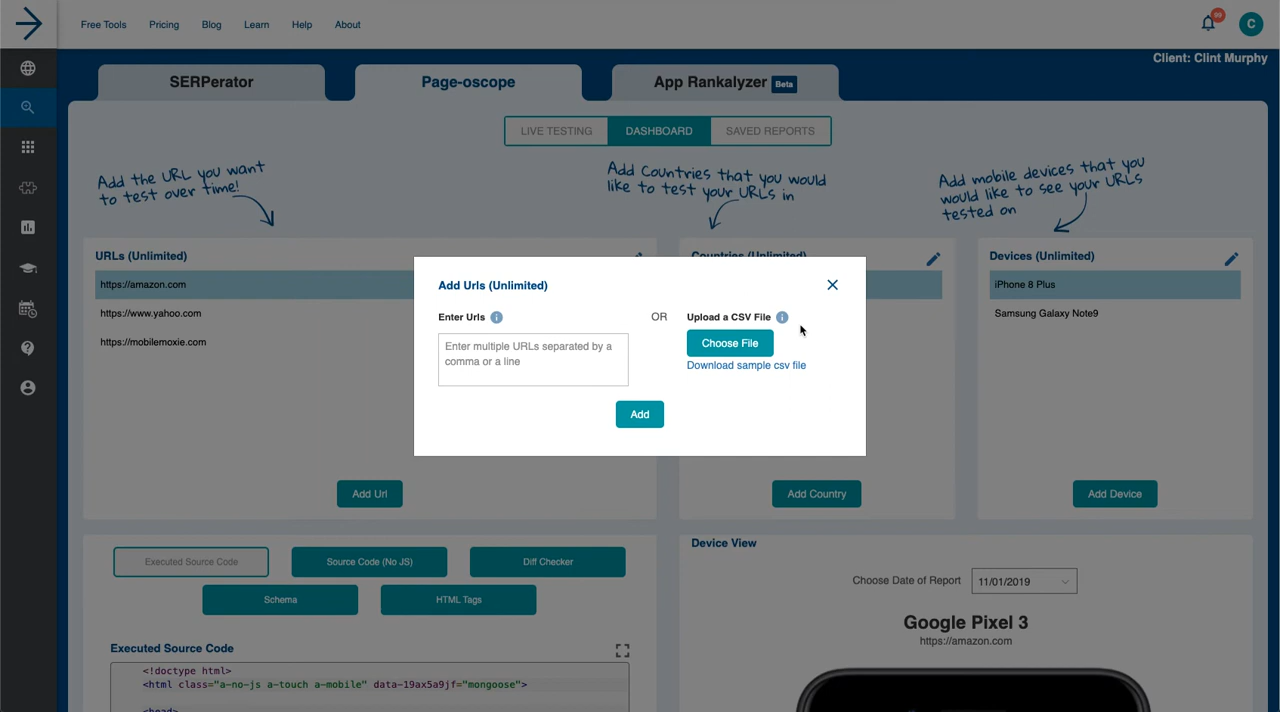 Free Tools Pricing Blog Learn Help About
99
C
Client: Clint Murphy
SERPerator
Page-oscope
App Rankalyzer Beta
LIVE TESTING DASHBOARD SAVED REPORTS
Add the URL you want
to test over time!
Add Countries that you would
like to test your URLs in
Add mobile devices that you
would like to see your URLs
tested on
URLs (Unlimited)
https://amazon.com
https://www.yahoo.com
https://mobilemoxie.com
Add Url
Countries (Unlimited)
Add Country
Devices (Unlimited)
iPhone 8 Plus
Samsung Galaxy Note9
Add Device
Add Urls (Unlimited)
Enter Urls
Enter multiple URLs separated by a
comma or a line
OR
Upload a CSV File
Choose File
Download sample csv file
Add
Executed Source Code Source Code (No JS) Diff Checker
Schema HTML Tags
Executed Source Code
<!doctype html>
<html class="a-no-js a-touch a-mobile" data-19ax5a9jf="mongoose">
<head>
Device View
Choose Date of Report 11/01/2019
Google Pixel 3
https://amazon.com